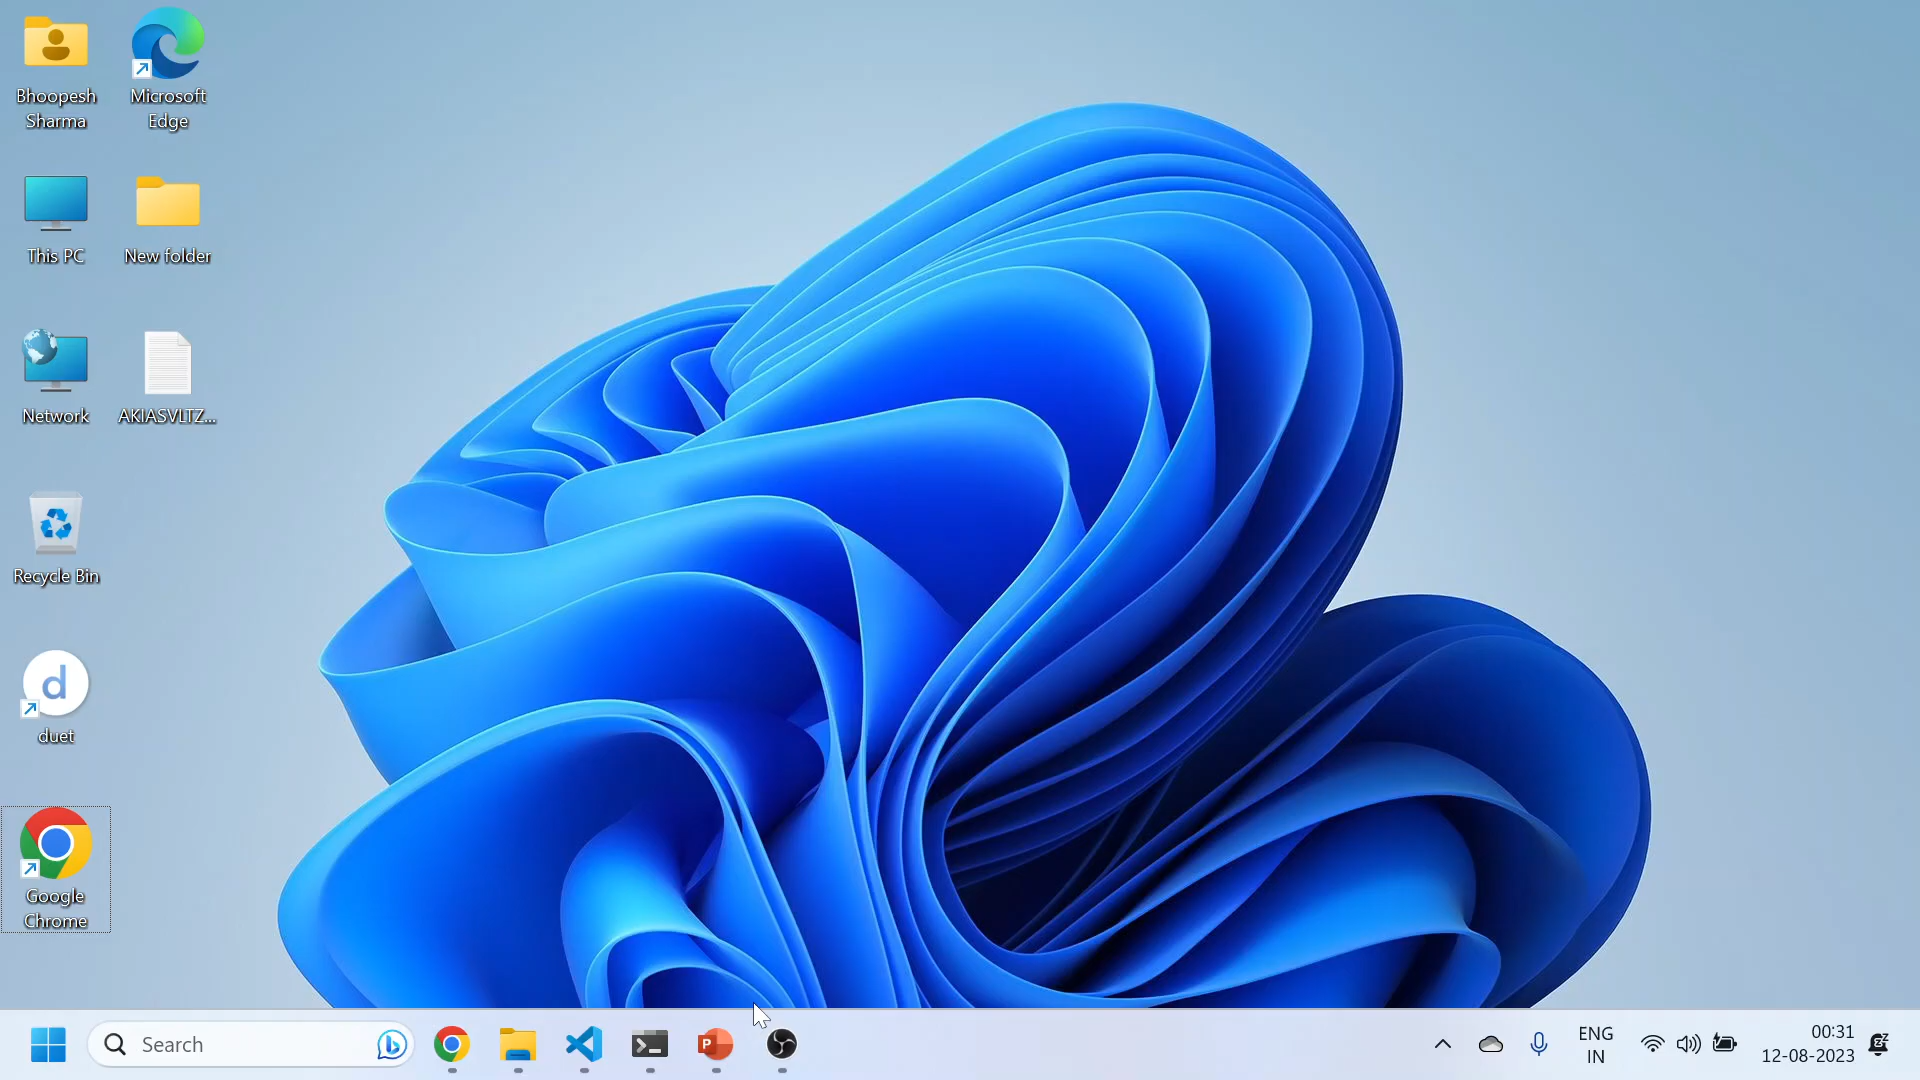 Bhoopesh
Sharma
Microsoft
Edge
This PC
New folder
Network
AKIASVLTZ...
Recycle Bin
d
duet
Google
Chrome
Search
P
ENG
IN
00:31
12-08-2023